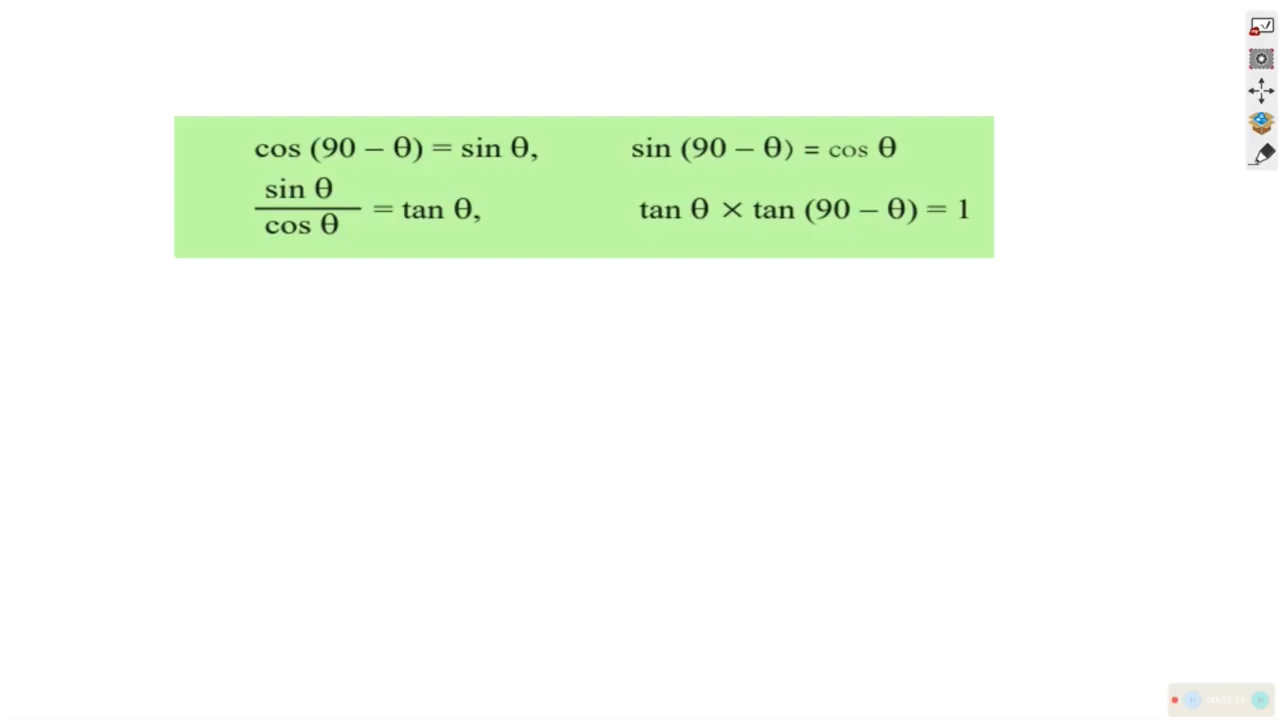 cos (90 – θ) = sin θ, sin (90 – θ) = cos θ
sin θ
cos θ
= tan θ, tan θ × tan (90 – θ) = 1